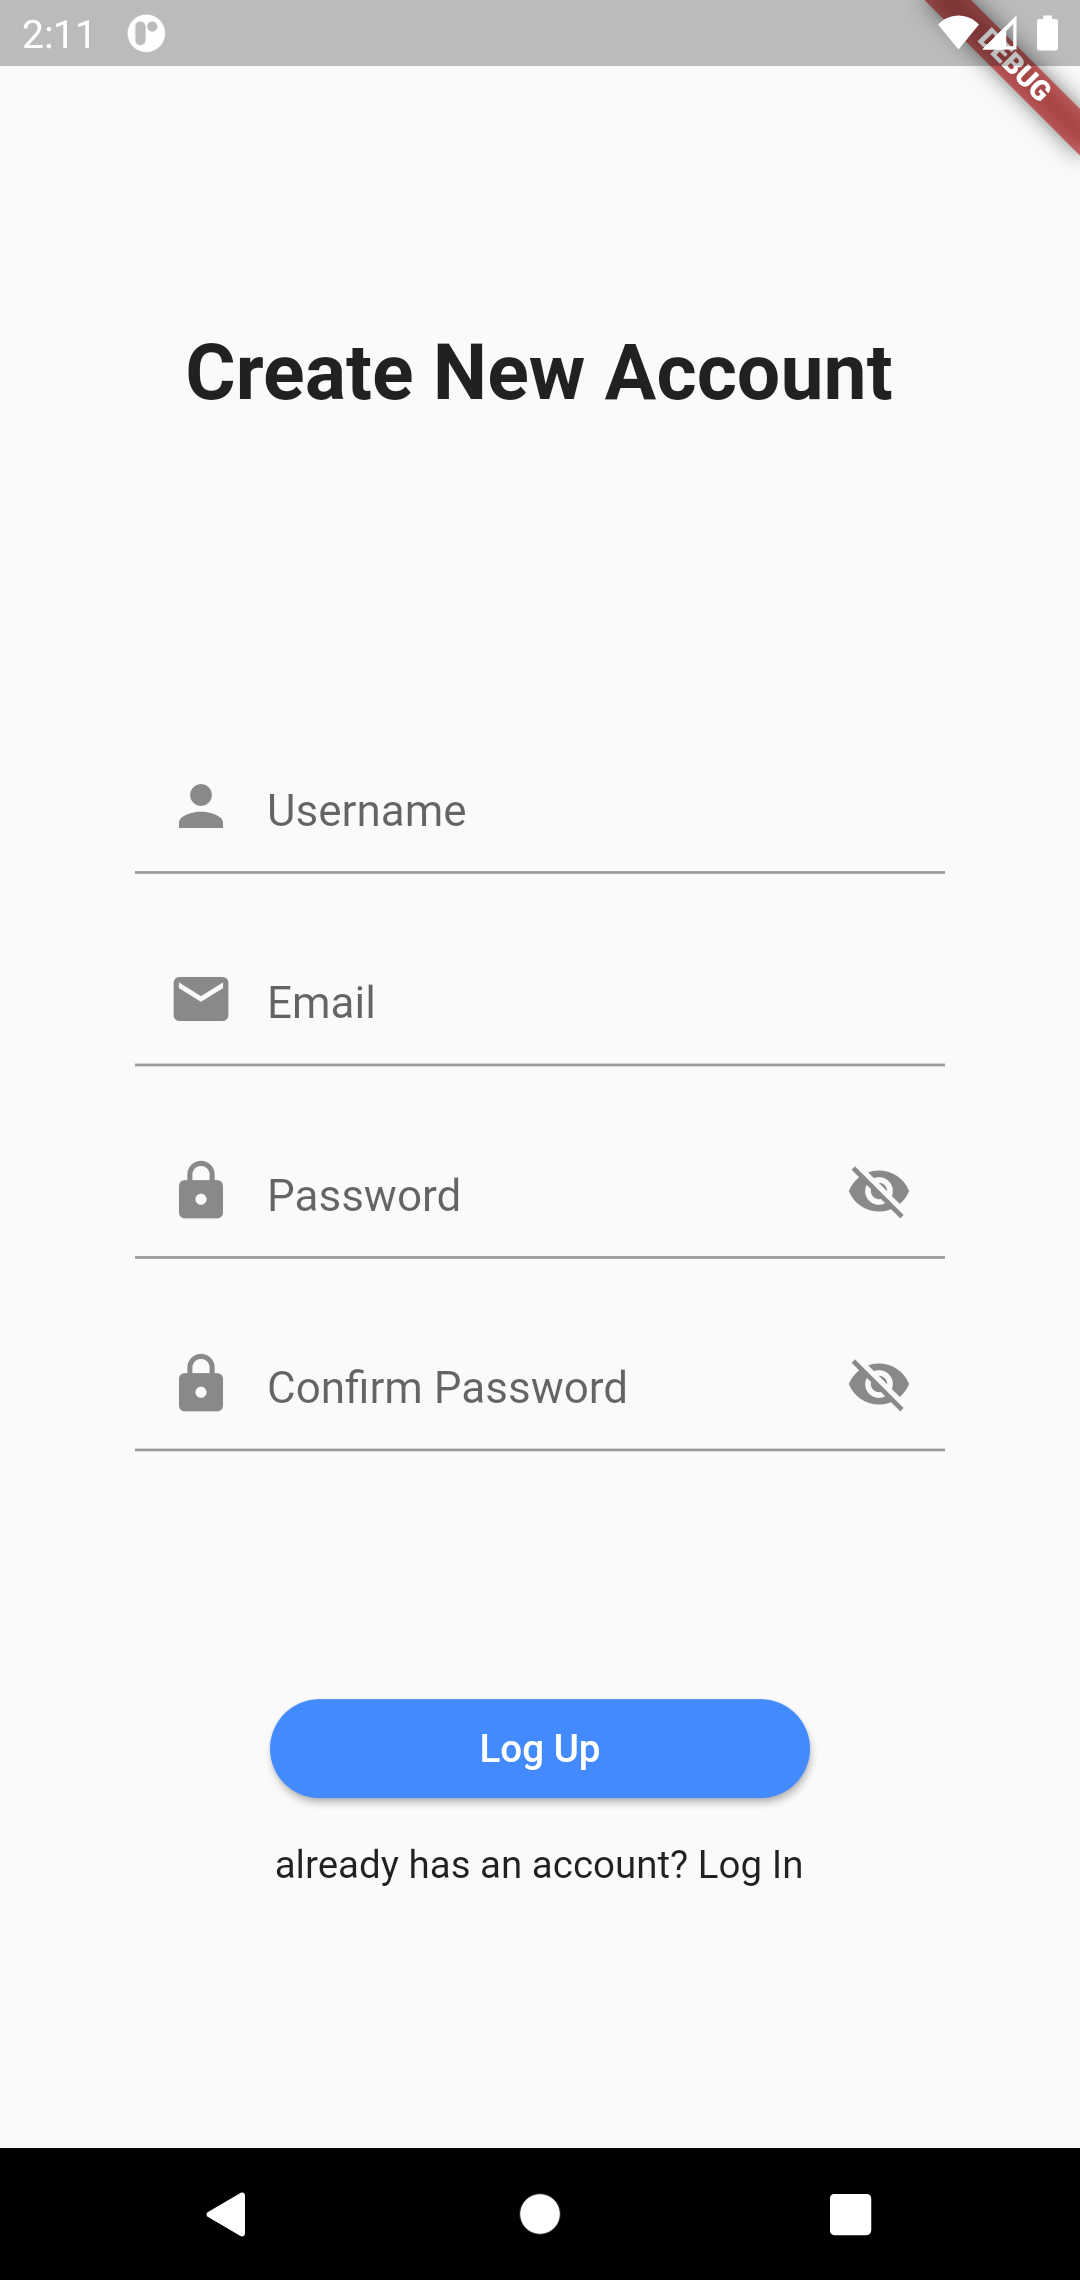 2:11
DEBUG
Create New Account
Username
Email
Password
Confirm Password
Log Up
already has an account? Log In